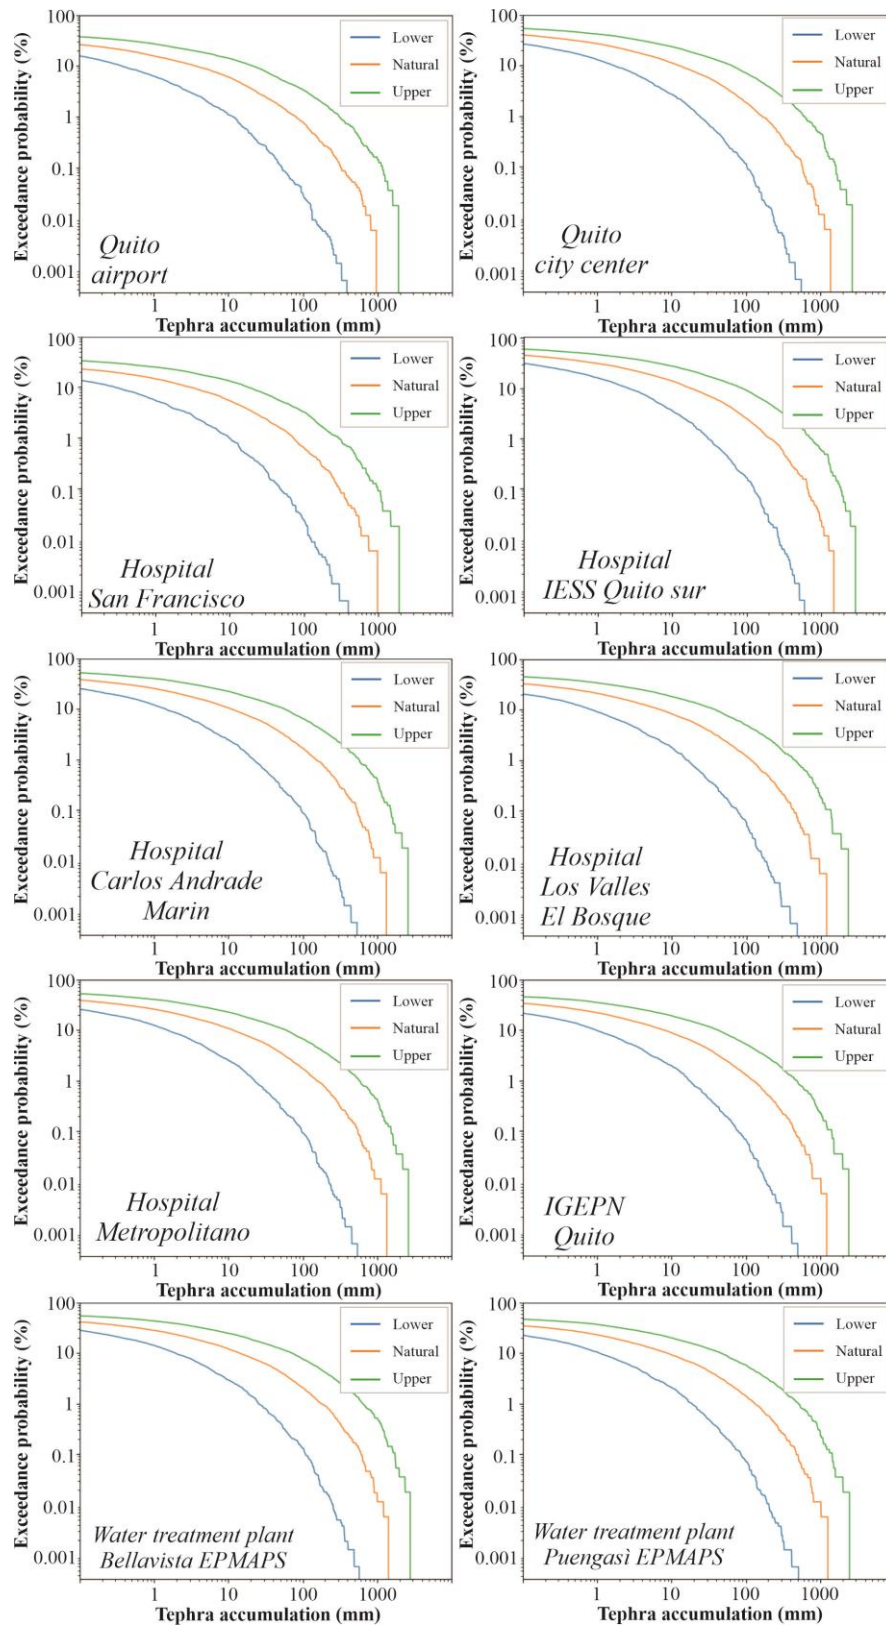 Exceedance probability (%)
100
10
1
0.1
0.01
0.001
Lower
Natural
Upper
Quito
airport
1
10
100
1000
Tephra accumulation (mm)
Exceedance probability (%)
100
10
1
0.1
0.01
0.001
Lower
Natural
Upper
Quito
city center
1
10
100
1000
Tephra accumulation (mm)
Exceedance probability (%)
100
10
1
0.1
0.01
0.001
Lower
Natural
Upper
Hospital
San Francisco
1
10
100
1000
Tephra accumulation (mm)
Exceedance probability (%)
100
10
1
0.1
0.01
0.001
Lower
Natural
Upper
Hospital
IESS Quito sur
1
10
100
1000
Tephra accumulation (mm)
Exceedance probability (%)
100
10
1
0.1
0.01
0.001
Lower
Natural
Upper
Hospital
Carlos Andrade
Marin
1
10
100
1000
Tephra accumulation (mm)
Exceedance probability (%)
100
10
1
0.1
0.01
0.001
Lower
Natural
Upper
Hospital
Los Valles
El Bosque
1
10
100
1000
Tephra accumulation (mm)
Exceedance probability (%)
100
10
1
0.1
0.01
0.001
Lower
Natural
Upper
Hospital
Metropolitano
1
10
100
1000
Tephra accumulation (mm)
Exceedance probability (%)
100
10
1
0.1
0.01
0.001
Lower
Natural
Upper
IGEPN
Quito
1
10
100
1000
Tephra accumulation (mm)
Exceedance probability (%)
100
10
1
0.1
0.01
0.001
Lower
Natural
Upper
Water treatment plant
Bellavista EPMAPS
1
10
100
1000
Tephra accumulation (mm)
Exceedance probability (%)
100
10
1
0.1
0.01
0.001
Lower
Natural
Upper
Water treatment plant
Puengasì EPMAPS
1
10
100
1000
Tephra accumulation (mm)